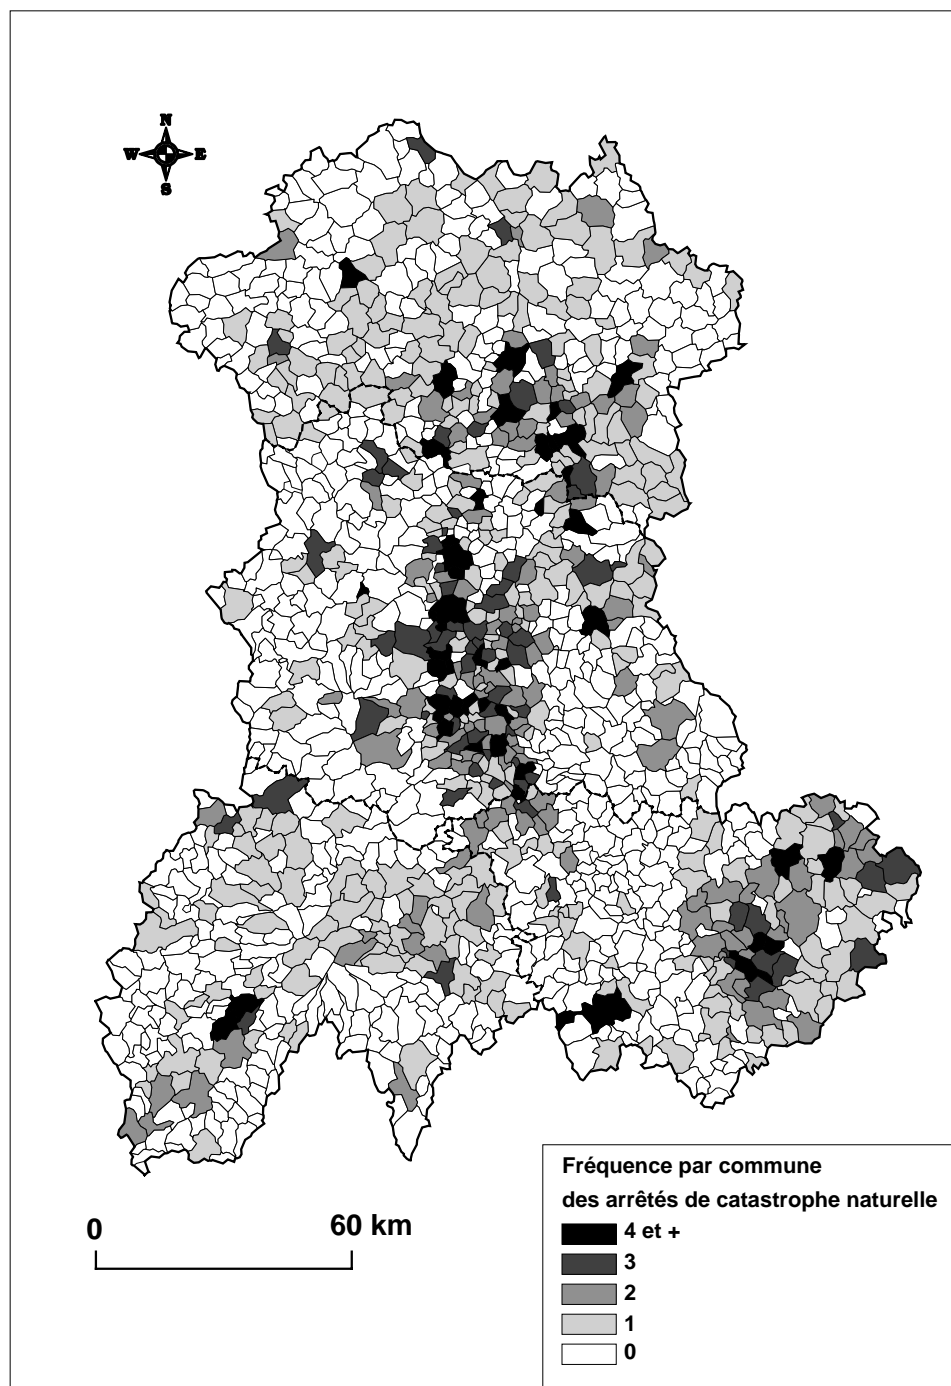 N
W E
S
0 60 km
Fréquence par commune
des arrêtés de catastrophe naturelle
4 et +
3
2
1
0